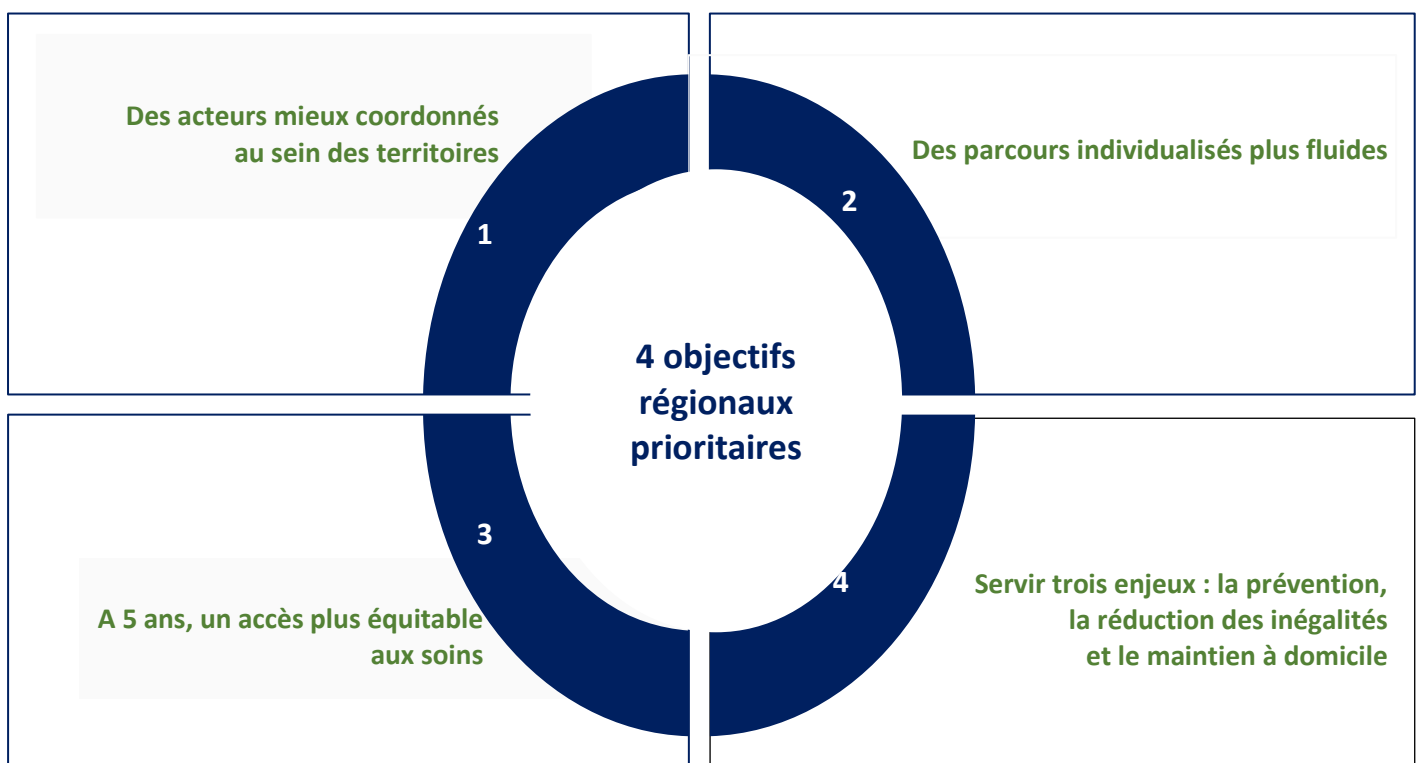 Des acteurs mieux coordonnés
au sein des territoires
1
Des parcours individualisés plus fluides
2
4 objectifs
régionaux
prioritaires
3
A 5 ans, un accès plus équitable
aux soins
4
Servir trois enjeux : la prévention,
la réduction des inégalités
et le maintien à domicile